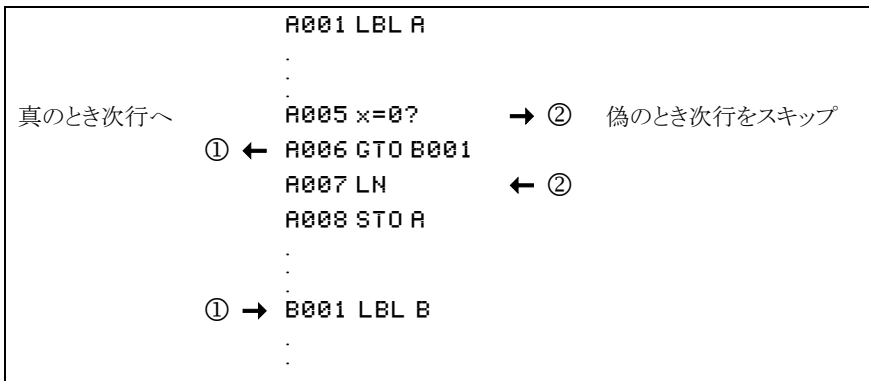 A001 LBL A
.
.
.
真のとき次行へ A005 x=0? → ② 偽のとき次行をスキップ
① ← A006 GTO B001
A007 LN ← ②
A008 STO A
.
.
.
① → B001 LBL B
.
.